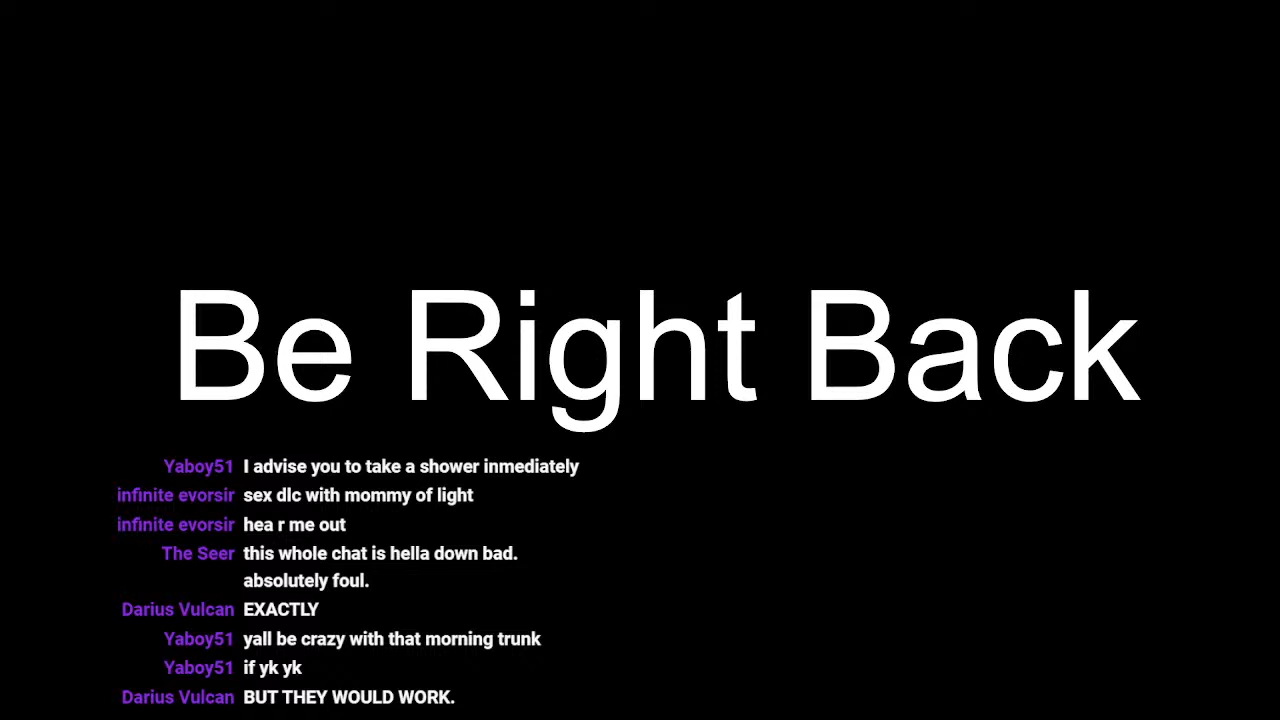 Be Right Back
Yaboy51 I advise you to take a shower inmediately
infinite evorsir sex dlc with mommy of light
infinite evorsir hea r me out
The Seer this whole chat is hella down bad.
absolutely foul.
Darius Vulcan EXACTLY
Yaboy51 yall be crazy with that morning trunk
Yaboy51 if yk yk
Darius Vulcan BUT THEY WOULD WORK.